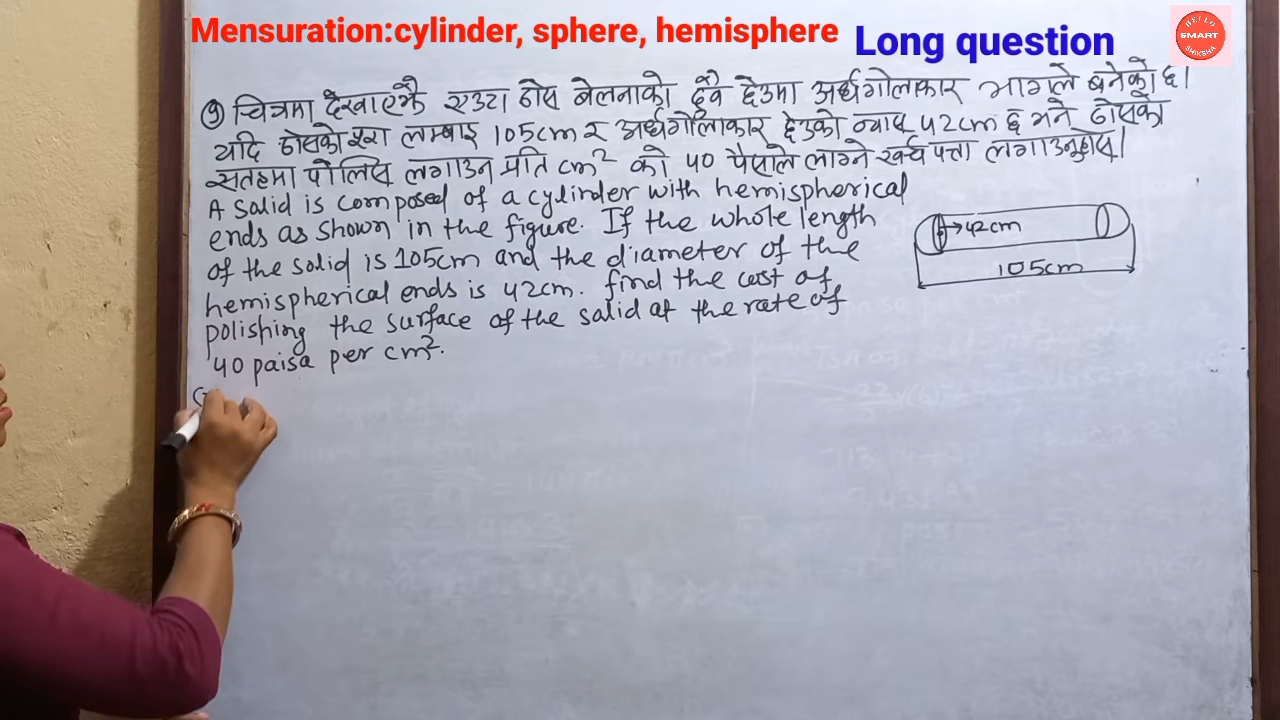 Mensuration:cylinder, sphere, hemisphere
Long question
HELLO
SMART
SHIKSHA
9) चित्रमा देखाएझै एउटा ठोस बेलनाको दुवै छेउमा अर्धगोलाकार भागले बनेको छ।
यदि ठोसको पुरा लम्बाइ 105cm र अर्धगोलाकार छेउको व्यास 42cm छ भने ठोसको
सतहमा पोलिस लगाउन प्रति cm² को ४० पैसाले लाग्ने खर्च पत्ता लगाउनुहोस्।
A solid is composed of a cylinder with hemispherical
ends as shown in the figure. If the whole length
of the solid is 105cm and the diameter of the
hemispherical ends is 42cm. find the cost of
polishing the surface of the solid at the rate of
40 paisa per cm².
42cm
105cm